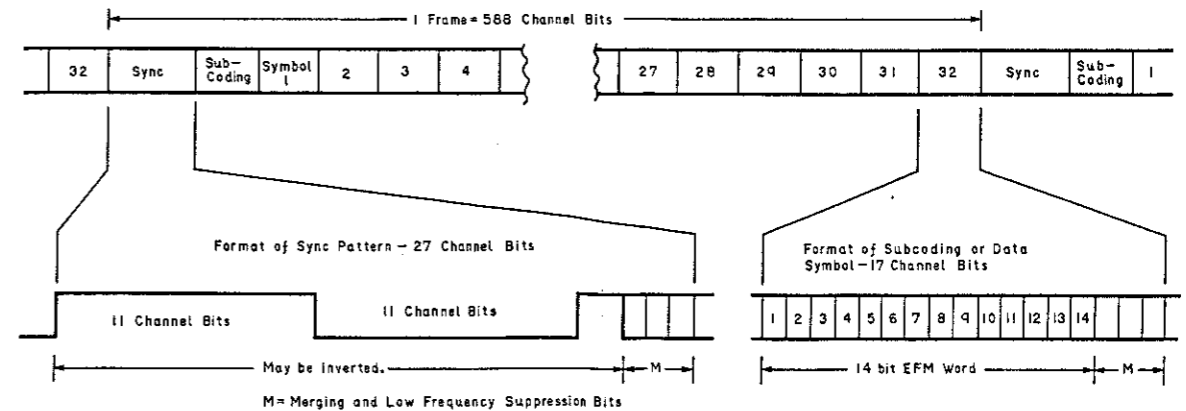 1 Frame = 588 Channel Bits
32 Sync Sub-Coding Symbol 1 2 3 4 27 28 29 30 31 32 Sync Sub-Coding 1
Format of Sync Pattern - 27 Channel Bits
Format of Subcoding or Data
Symbol-17 Channel Bits
11 Channel Bits 11 Channel Bits
1 2 3 4 5 6 7 8 9 10 11 12 13 14
May be inverted. M
14 bit EFM Word M
M= Merging and Low Frequency Suppression Bits